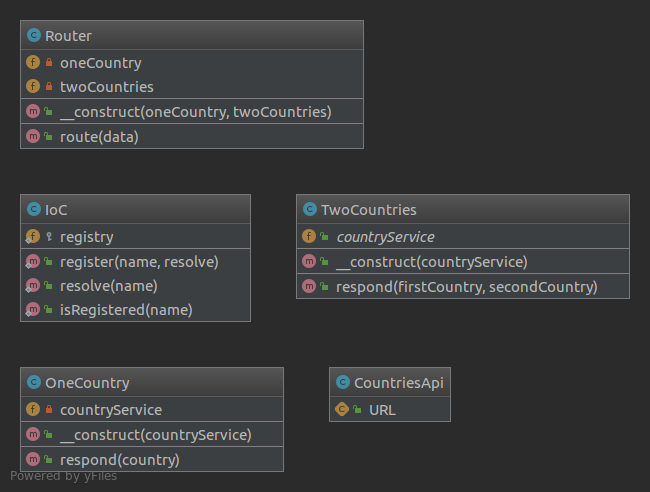 Router
oneCountry
twoCountries
__construct(oneCountry, twoCountries)
route(data)
IoC
registry
register(name, resolve)
resolve(name)
isRegistered(name)
TwoCountries
countryService
__construct(countryService)
respond(firstCountry, secondCountry)
OneCountry
countryService
__construct(countryService)
respond(country)
CountriesApi
URL
Powered by yFiles